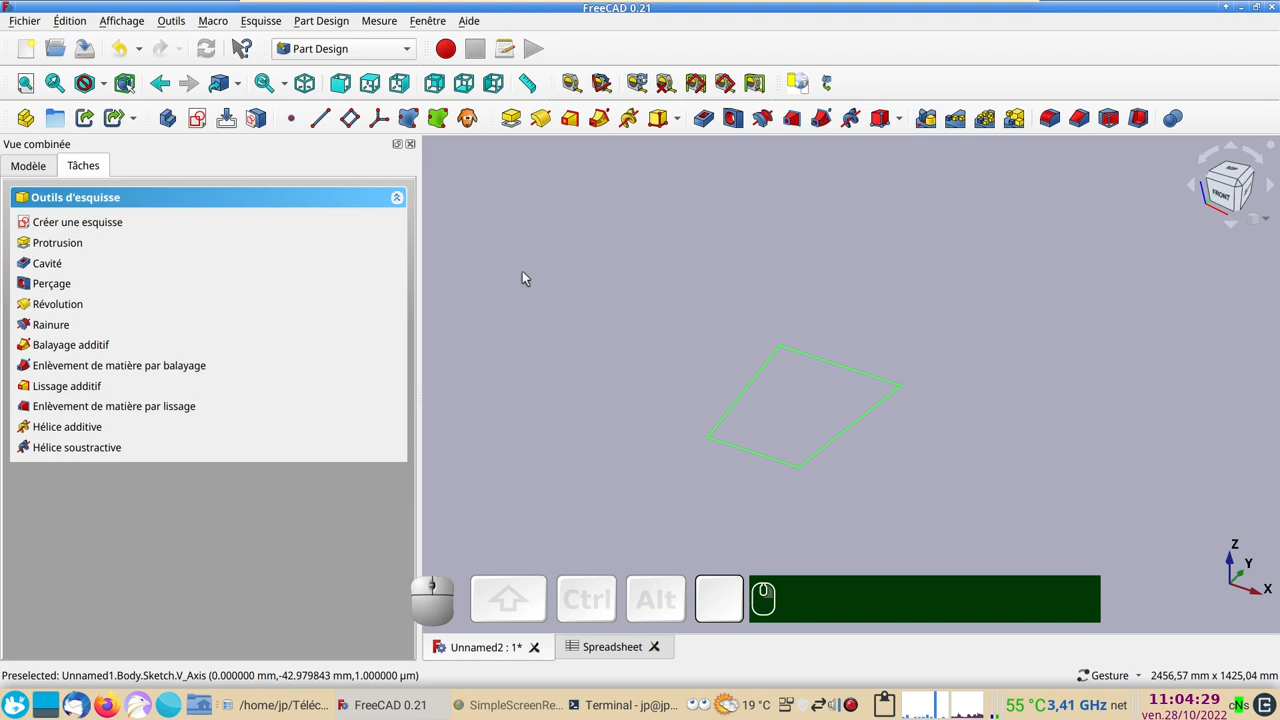 FreeCAD 0.21
Fichier Édition Affichage Outils Macro Esquisse Part Design Mesure Fenêtre Aide
Part Design
Vue combinée
Modèle Tâches
Outils d'esquisse
Créer une esquisse
Protrusion
Cavité
Perçage
Révolution
Rainure
Balayage additif
Enlèvement de matière par balayage
Lissage additif
Enlèvement de matière par lissage
Hélice additive
Hélice soustractive
FRONT
Z
Y
X
Ctrl Alt
Unnamed2 : 1* Spreadsheet
Preselected: Unnamed1.Body.Sketch.V_Axis (0.000000 mm,-42.979843 mm,1.000000 µm) Gesture 2456,57 mm x 1425,04 mm
/home/jp/Téléc... FreeCAD 0.21 SimpleScreenRe... Terminal - jp@jp... 19 °C 55 °C 3,41 GHz net 11:04:29
ven.28/10/2022